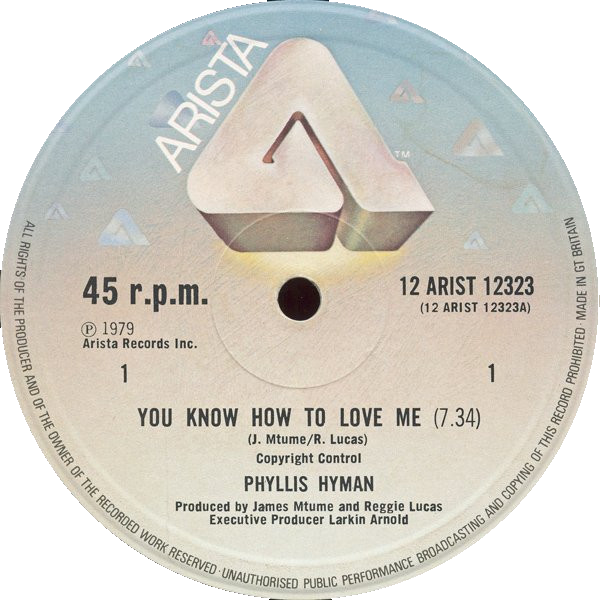 ARISTA
TM
45 r.p.m.
12 ARIST 12323
(12 ARIST 12323A)
Ⓟ 1979
Arista Records Inc.
1
1
YOU KNOW HOW TO LOVE ME (7.34)
(J. Mtume/R. Lucas)
Copyright Control
PHYLLIS HYMAN
Produced by James Mtume and Reggie Lucas
Executive Producer Larkin Arnold
ALL RIGHTS OF THE PRODUCER AND OF THE OWNER OF THE RECORDED WORK RESERVED · UNAUTHORISED PUBLIC PERFORMANCE BROADCASTING AND COPYING OF THIS RECORD PROHIBITED · MADE IN GT BRITAIN